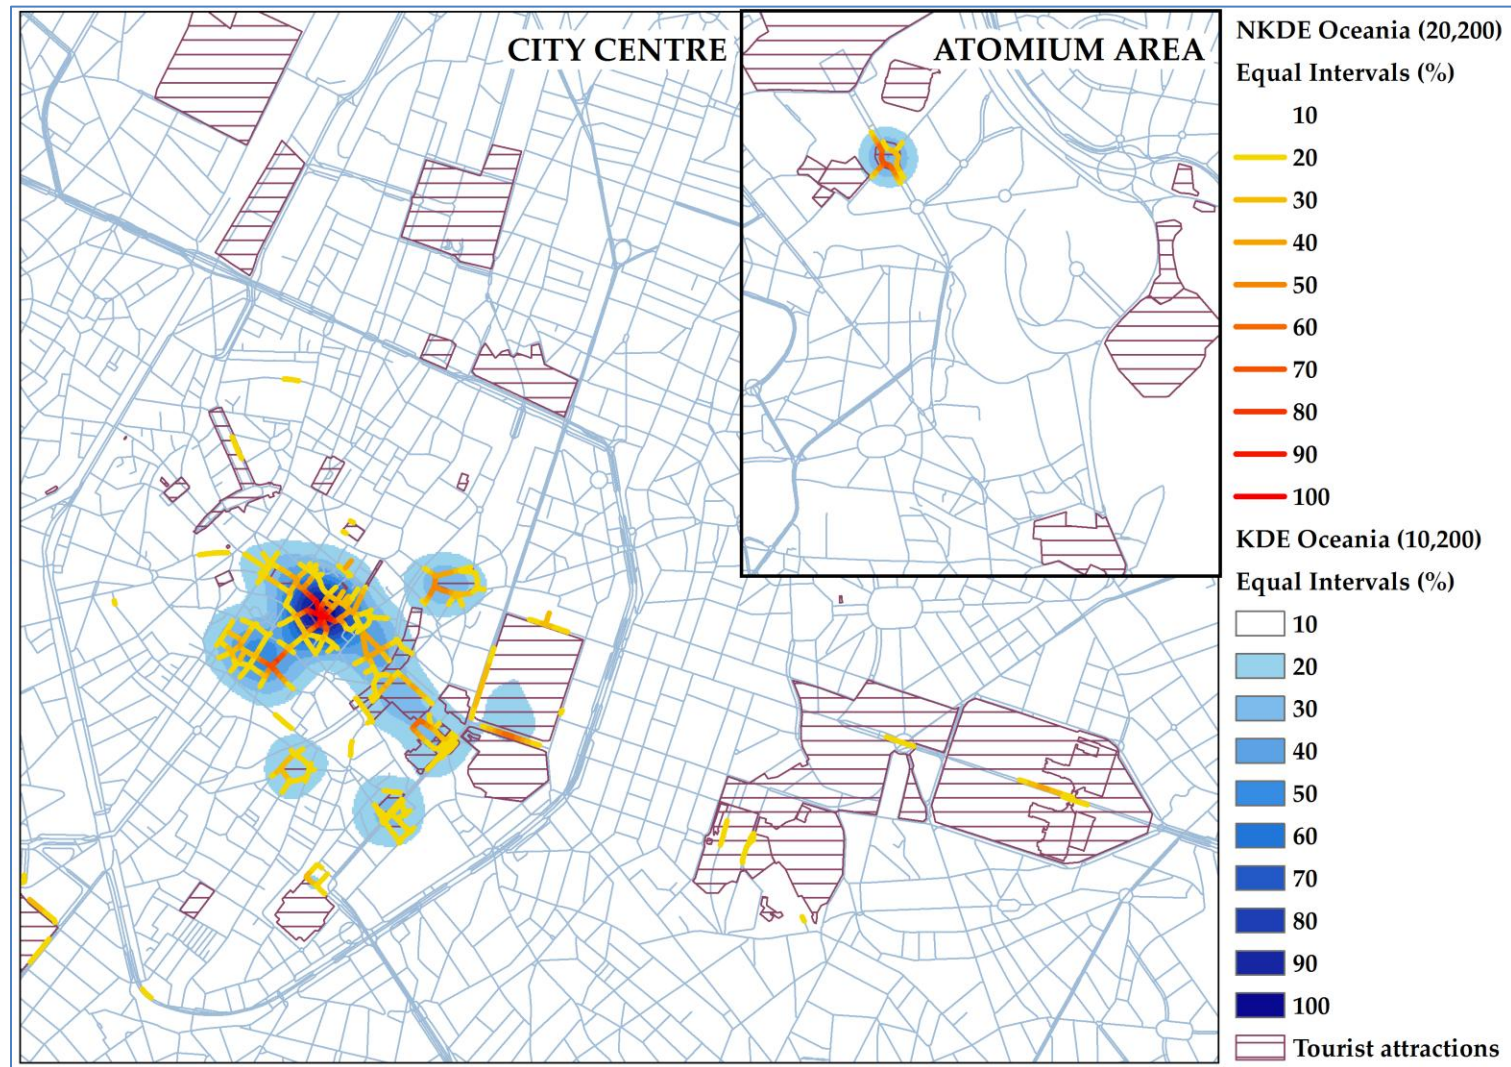 CITY CENTRE
ATOMIUM AREA
NKDE Oceania (20,200)
Equal Intervals (%)
10
20
30
40
50
60
70
80
90
100
KDE Oceania (10,200)
Equal Intervals (%)
10
20
30
40
50
60
70
80
90
100
Tourist attractions